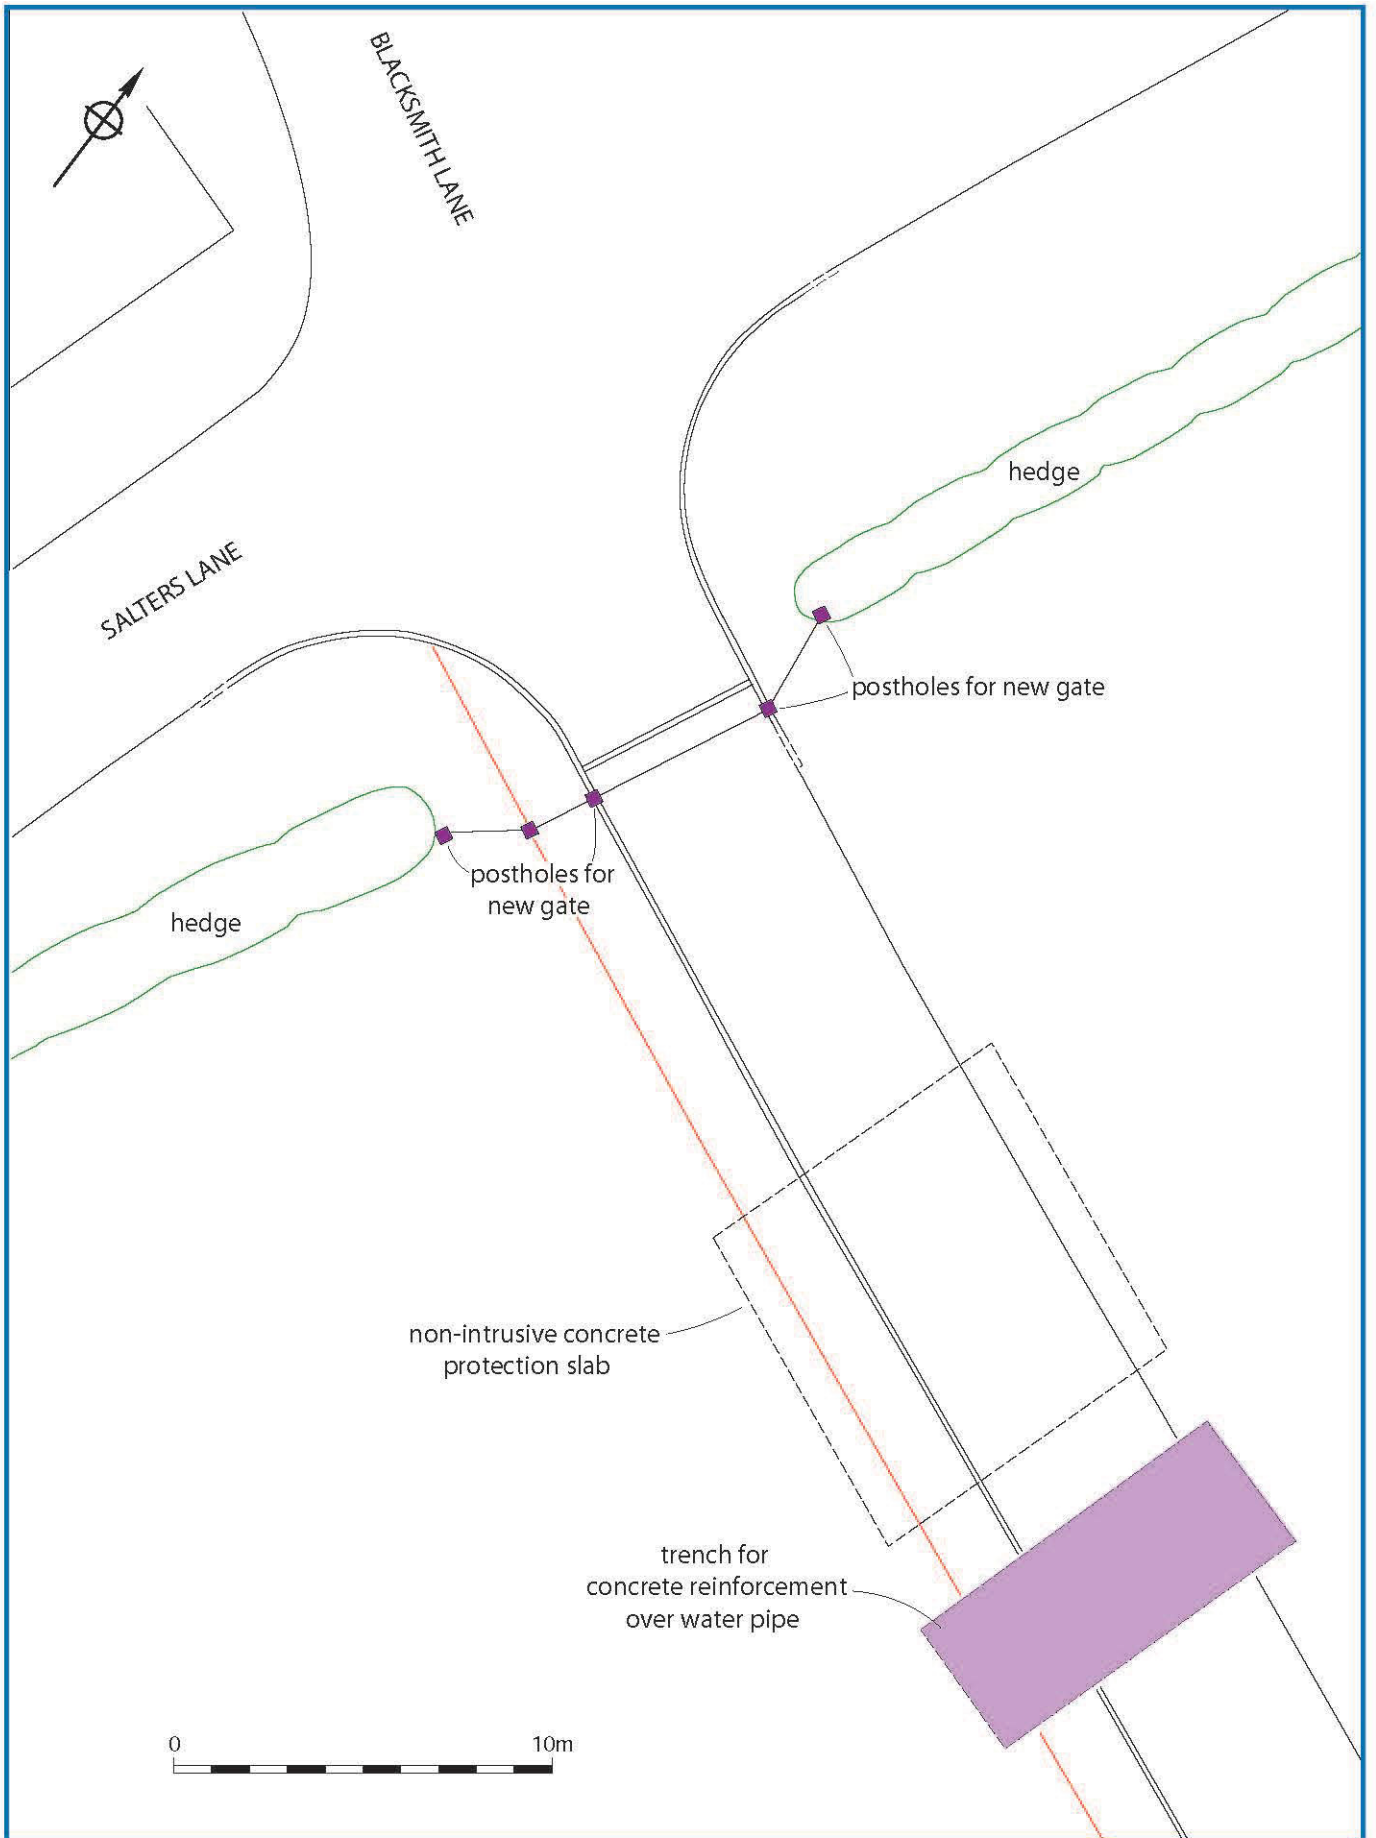 BLACKSMITH LANE
hedge
SALTERS LANE
postholes for new gate
postholes for
new gate
hedge
non-intrusive concrete
protection slab
trench for
concrete reinforcement
over water pipe
0 10m